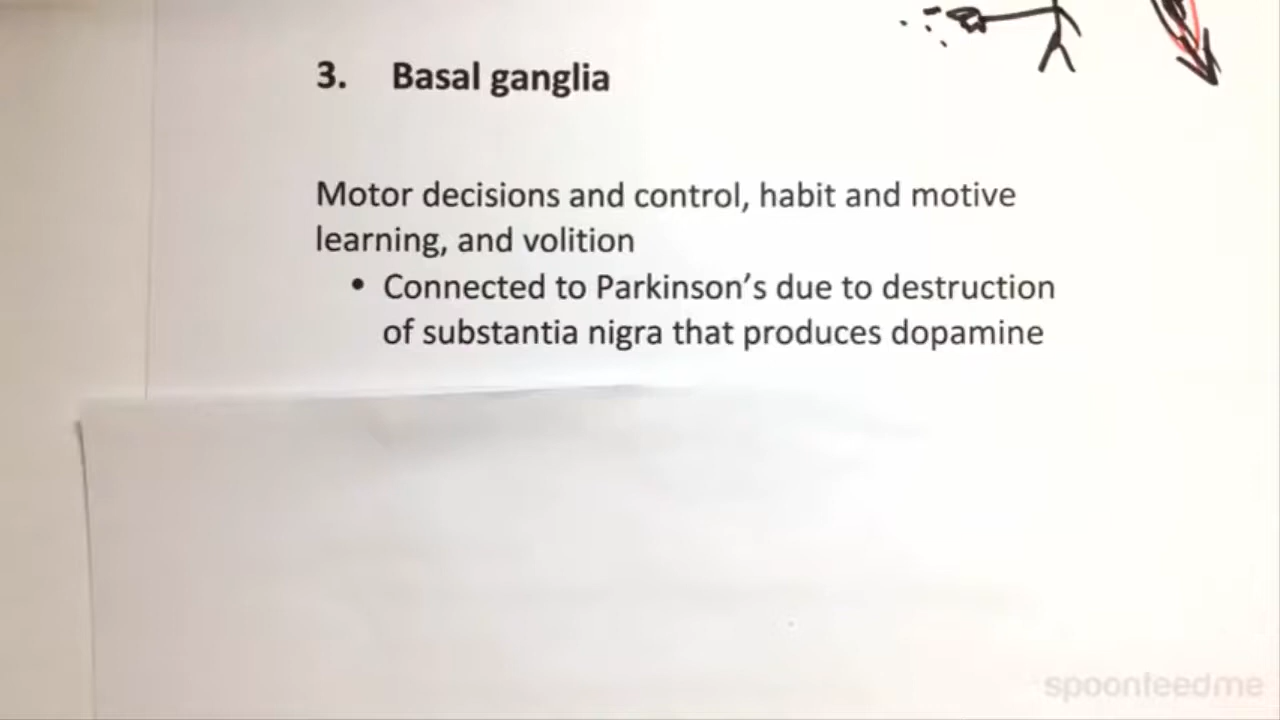 3. Basal ganglia
Motor decisions and control, habit and motive
learning, and volition
• Connected to Parkinson's due to destruction
of substantia nigra that produces dopamine
spoonfeedme